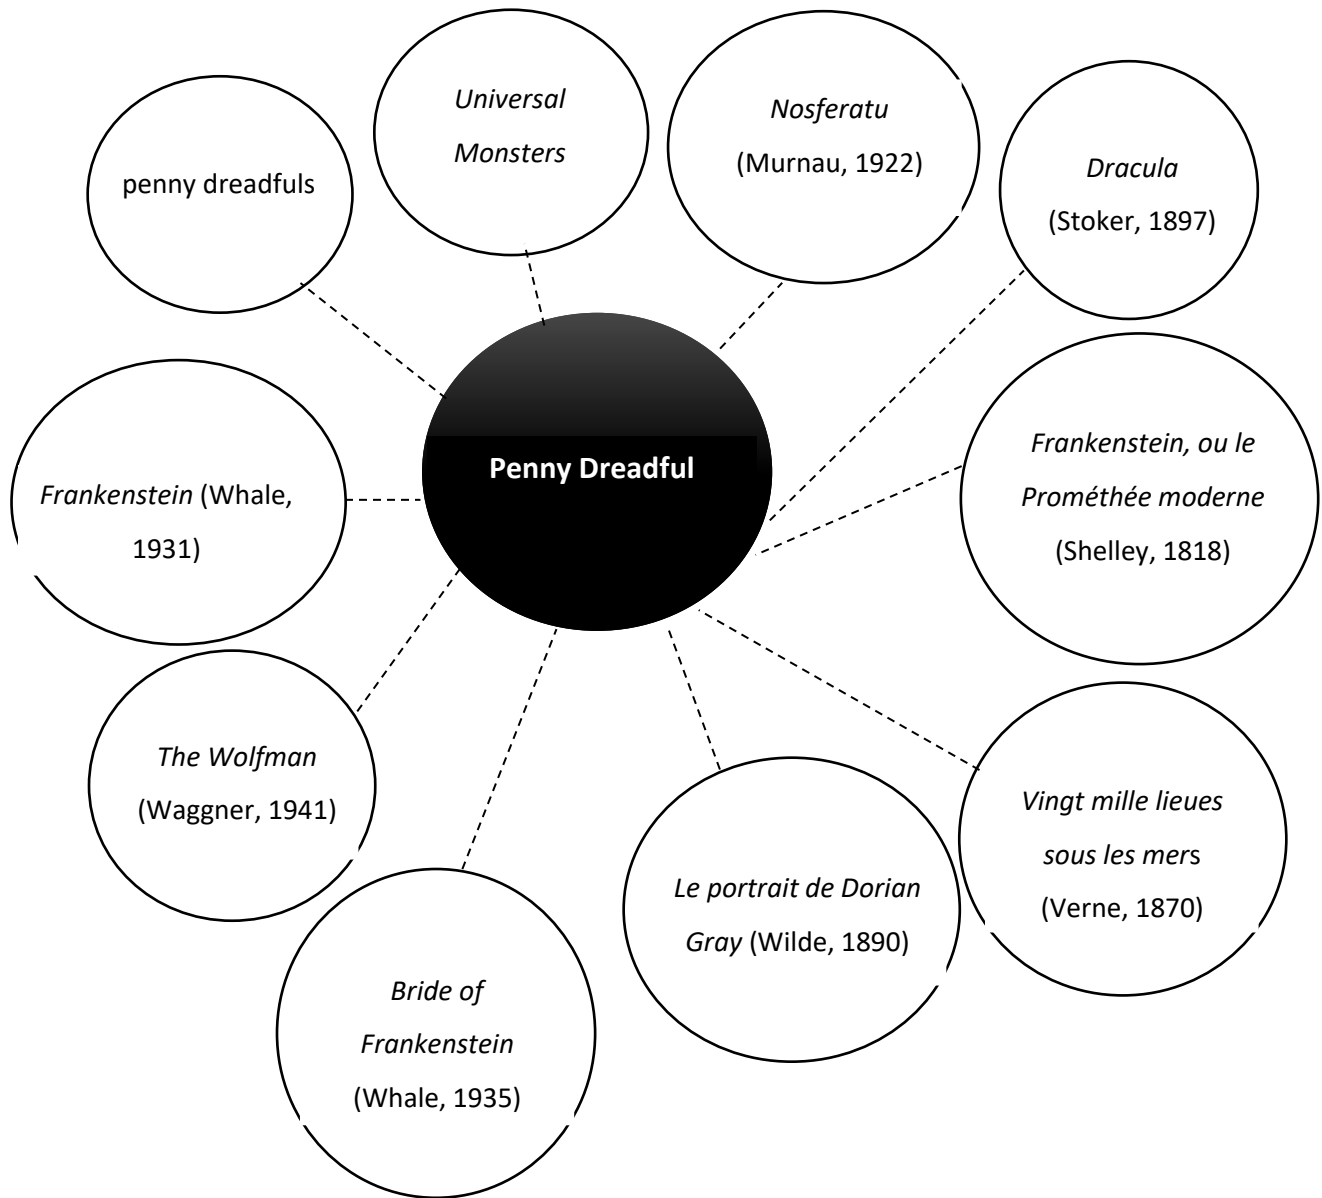 Universal
Monsters
Nosferatu
(Murnau, 1922)
Dracula
(Stoker, 1897)
penny dreadfuls
Penny Dreadful
Frankenstein, ou le
Prométhée moderne
(Shelley, 1818)
Frankenstein (Whale,
1931)
The Wolfman
(Waggner, 1941)
Vingt mille lieues
sous les mers
(Verne, 1870)
Le portrait de Dorian
Gray (Wilde, 1890)
Bride of
Frankenstein
(Whale, 1935)